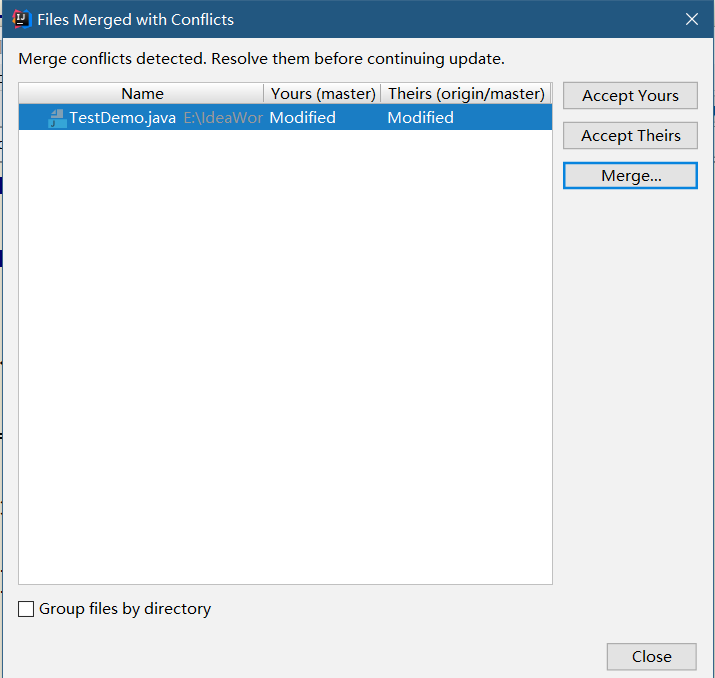 Files Merged with Conflicts
Merge conflicts detected. Resolve them before continuing update.
Name Yours (master) Theirs (origin/master)
TestDemo.java E:\IdeaWor Modified Modified
Accept Yours
Accept Theirs
Merge...
Group files by directory
Close